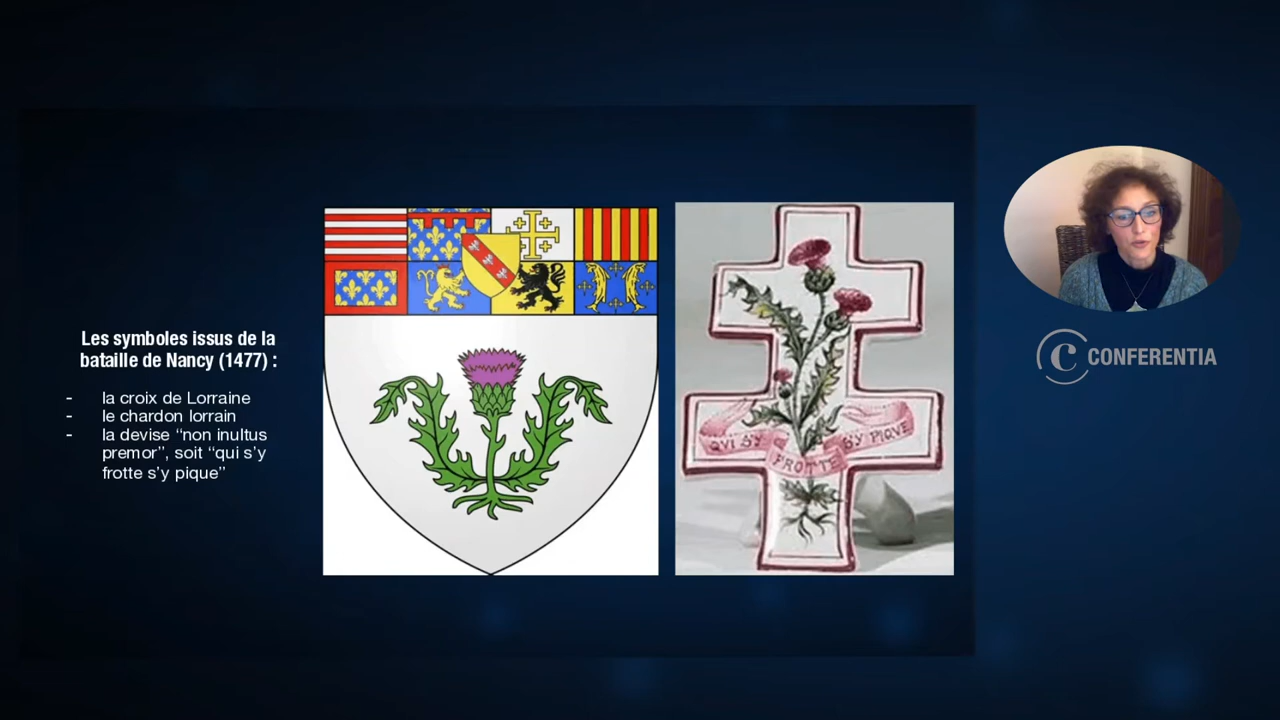 Les symboles issus de la
bataille de Nancy (1477) :
- la croix de Lorraine
- le chardon lorrain
- la devise “non inultus
premor”, soit “qui s’y
frotte s’y pique”
QUI S'Y FROTTE S'Y PIQUE
C CONFERENTIA